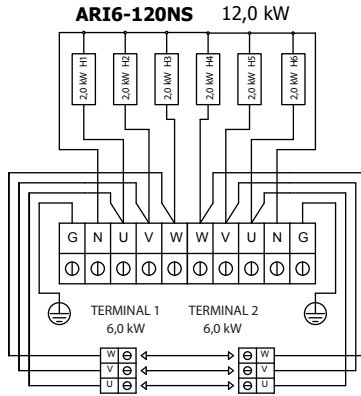 ARI6-120NS 12,0 kW
2,0 kW H1
2,0 kW H2
2,0 kW H3
2,0 kW H4
2,0 kW H5
2,0 kW H6
G N U V W W V U N G
TERMINAL 1 TERMINAL 2
6,0 kW 6,0 kW
W W
V V
U U